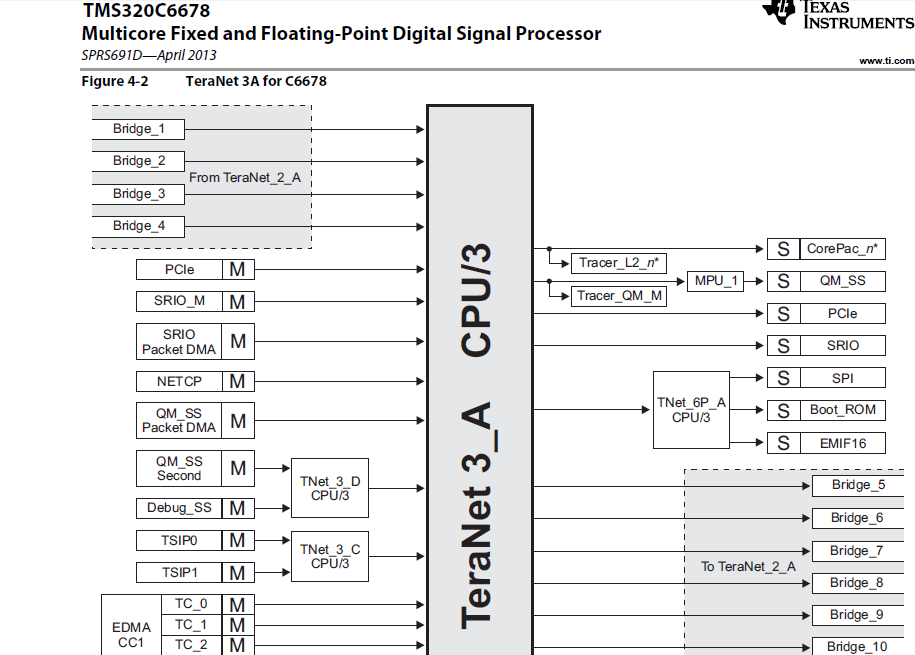 TMS320C6678
Multicore Fixed and Floating-Point Digital Signal Processor
SPRS691D—April 2013
TEXAS
INSTRUMENTS
www.ti.com
Figure 4-2 TeraNet 3A for C6678
Bridge_1
Bridge_2
From TeraNet_2_A
Bridge_3
Bridge_4
PCIe M
SRIO_M M
SRIO
Packet DMA M
NETCP M
QM_SS
Packet DMA M
QM_SS
Second M
Debug_SS M
TNet_3_D
CPU/3
TSIP0 M
TSIP1 M
TNet_3_C
CPU/3
EDMA
CC1
TC_0 M
TC_1 M
TC_2 M
TeraNet 3_A CPU/3
S CorePac_n*
Tracer_L2_n*
MPU_1
S QM_SS
Tracer_QM_M
S PCIe
S SRIO
TNet_6P_A
CPU/3
S SPI
S Boot_ROM
S EMIF16
To TeraNet_2_A
Bridge_5
Bridge_6
Bridge_7
Bridge_8
Bridge_9
Bridge_10